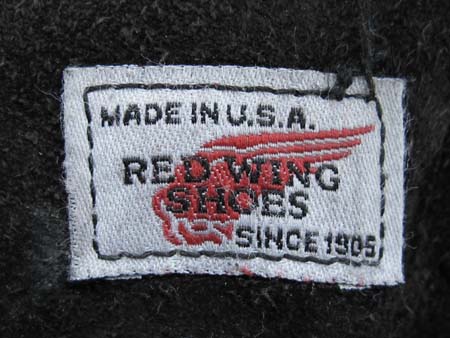 MADE IN U.S.A.
RED WING
SHOES
SINCE 1905